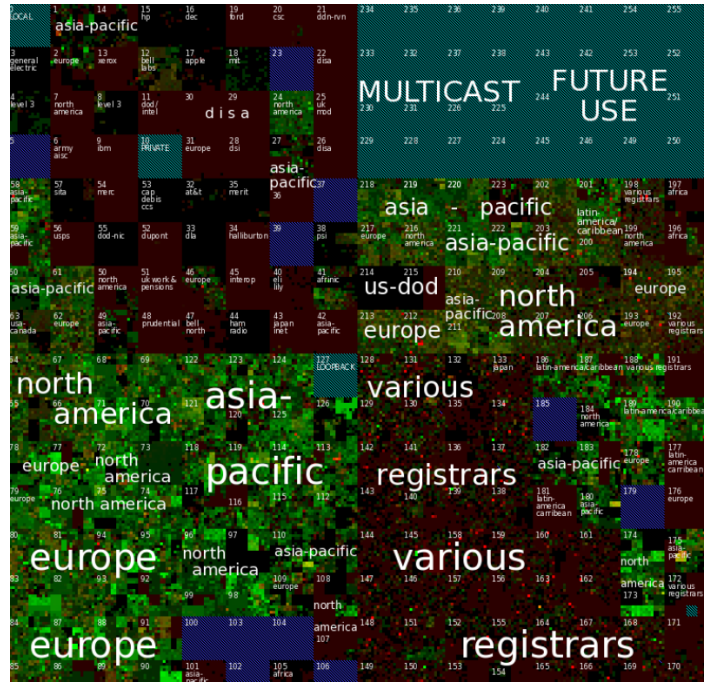 LOCAL 1 14 15 16 19 20 21 234 235 236 239 240 241 254 255
hp dec ford csc ddn-rvn
asia-pacific
3 2 13 12 17 18 23 22 233 232 237 238 243 242 253 252
general electric europe xerox bell labs apple mit disa
MULTICAST FUTURE USE
4 7 8 11 30 29 24 25 230 231 226 225 244 247 248 251
level 3 north america level 3 dod/intel disa north america uk mod
5 6 9 10 31 28 27 26 229 228 227 224 245 246 249 250
army aisc ibm PRIVATE europe dsi asia-pacific disa
58 57 54 53 32 35 36 37 218 219 220 223 202 201 198 197
asia-pacific sita merc cap debis ccs at&t merit asia - pacific latin-america/caribbean various registrars africa
59 56 55 52 33 34 39 38 217 216 221 222 203 200 199 196
asia-pacific usps dod-nic dupont dla halliburton psi europe north america asia-pacific north america africa
60 61 50 51 46 45 40 41 214 215 210 209 204 205 194 195
asia-pacific north america uk work & pensions europe interop eli lily afrinic us-dod asia-pacific north america europe
63 62 49 48 47 44 43 42 213 212 211 208 207 206 193 192
usa-canada europe asia-pacific prudential bell north ham radio japan inet asia-pacific europe europe various registrars
64 67 68 69 122 123 124 127 128 131 132 133 186 187 188 191
LOOPBACK japan latin-america/caribbean various registrars
north america asia-pacific various registrars
66 71 70 121 120 125 126 129 130 135 134 185 184 189 190
north america latin-america/caribbean
78 77 72 73 118 119 114 113 142 141 136 137 182 183 178 177
europe north america asia-pacific europe latin-america carribean
79 76 75 74 117 116 115 112 143 140 139 138 181 180 179 176
europe north america latin-america carribean asia-pacific europe
80 81 94 95 96 97 110 111 144 145 158 159 160 161 174 175
europe north america asia-pacific various north america asia-pacific
83 82 93 92 99 98 109 108 147 146 157 156 163 162 173 172
europe north america various registrars
84 87 88 91 100 103 104 107 148 151 152 155 164 167 168 171
europe registrars
85 86 89 90 101 102 105 106 149 150 153 154 165 166 169 170
asia-pacific africa